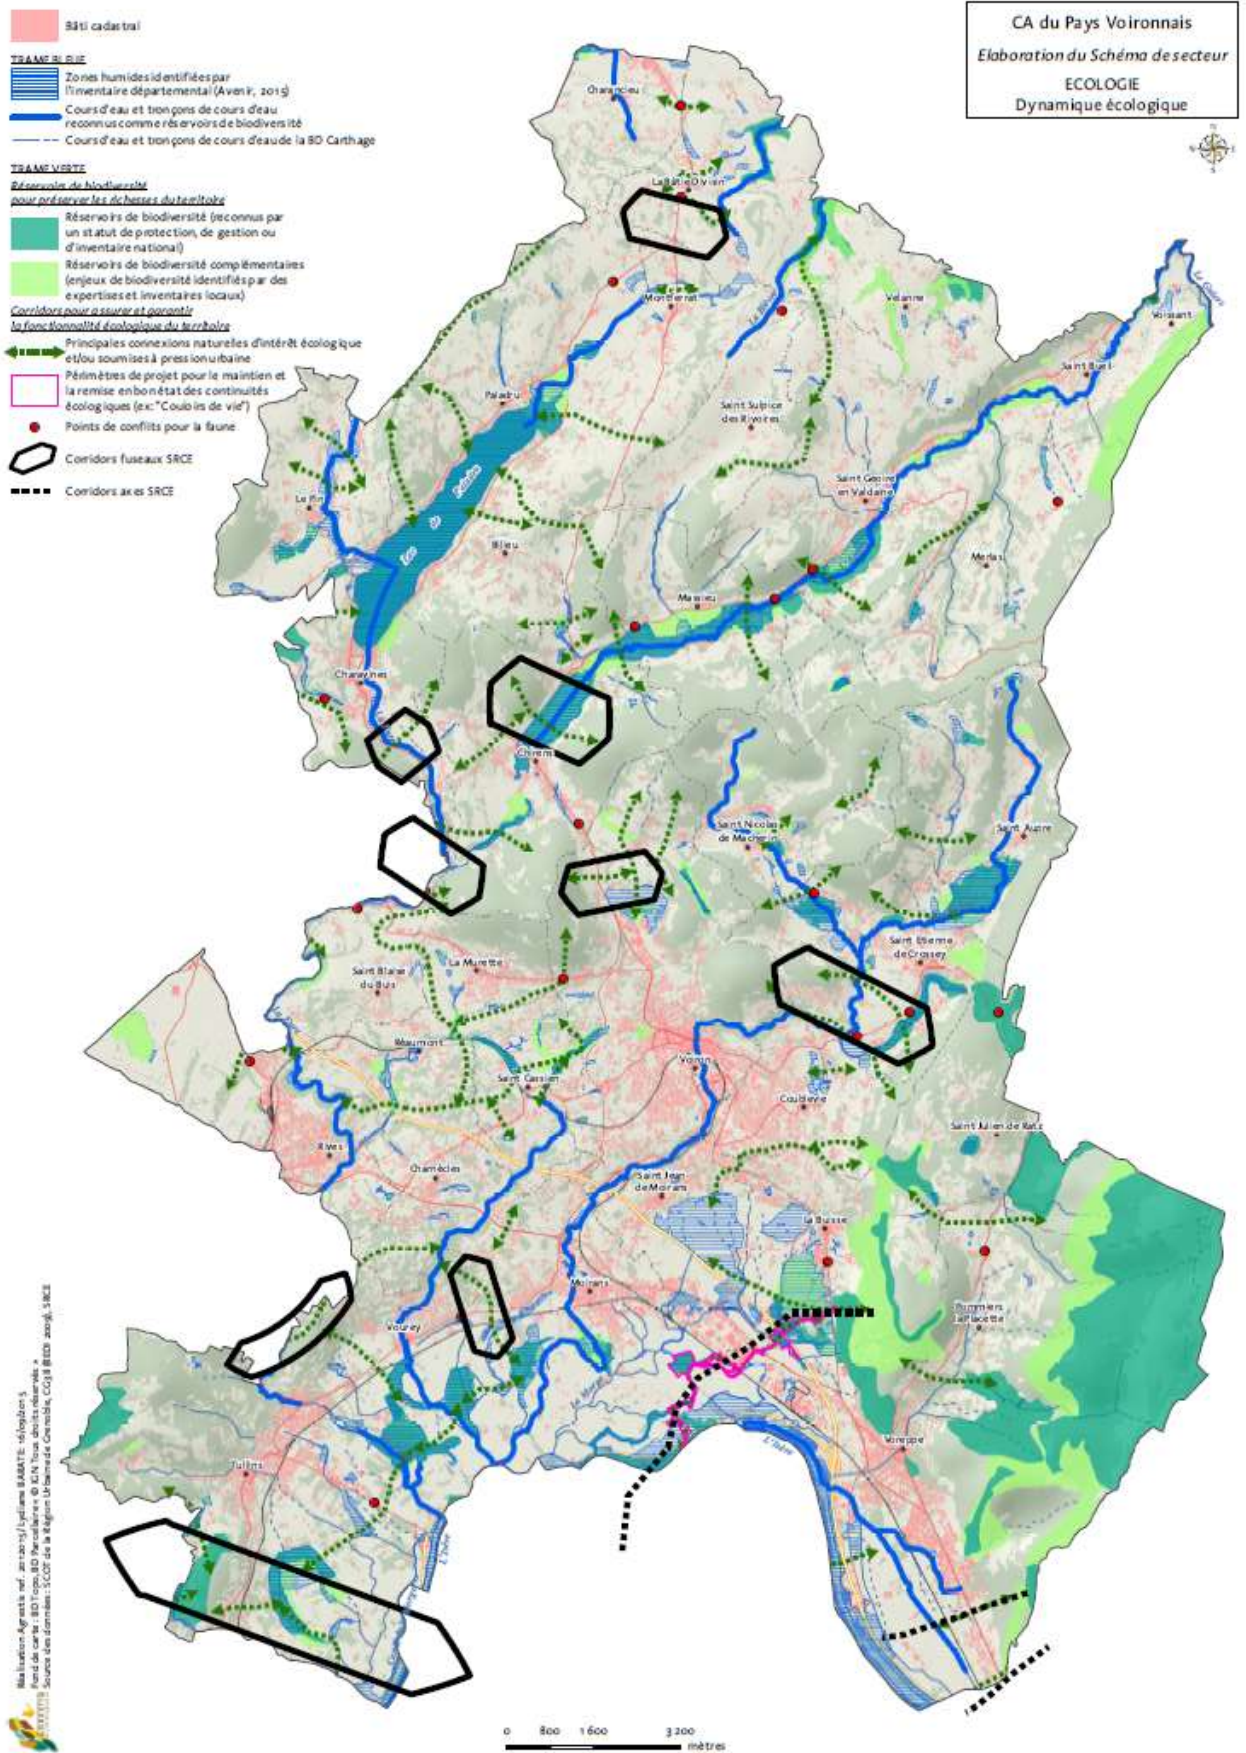 CA du Pays Voironnais
Elaboration du Schéma de secteur
ECOLOGIE
Dynamique écologique
Bâti cadastral
TRAME BLEUE
Zones humides identifiées par
l'inventaire départemental (Avenir, 2015)
Cours d'eau et tronçons de cours d'eau
reconnus comme réservoirs de biodiversité
Cours d'eau et tronçons de cours d'eau de la BD Carthage
TRAME VERTE
Réservoirs de biodiversité
pour préserver les richesses du territoire
Réservoirs de biodiversité (reconnus par
un statut de protection, de gestion ou
d'inventaire national)
Réservoirs de biodiversité complémentaires
(enjeux de biodiversité identifiés par des
expertises et inventaires locaux)
Corridors pour assurer et garantir
la fonctionnalité écologique du territoire
Principales connexions naturelles d'intérêt écologique
et/ou soumises à pression urbaine
Périmètres de projet pour le maintien et
la remise en bon état des continuités
écologiques (ex: "Couloirs de vie")
Points de conflits pour la faune
Corridors fuseaux SRCE
Corridors axes SRCE
Charancieu
La Bâtie Divisin
Montferrat
Velanne
Voissant
Saint Bueil
Paladru
Saint Sulpice
des Rivoires
Saint Geoire
en Valdaine
Le Pin
Lac de Paladru
Bilieu
Merlas
Massieu
Charavines
Chirens
Saint Nicolas
de Macherin
Saint Aupre
Saint Etienne
de Crossey
La Murette
Saint Blaise
du Buis
Réaumont
Saint Cassien
Voiron
Coublevie
Saint Julien de Ratz
Rives
Charnècles
Saint Jean
de Moirans
La Buisse
Moirans
Pommiers
la Placette
Vourey
Voreppe
L'Isère
Tullins
L'Isère
0 800 1 600 3 200
mètres